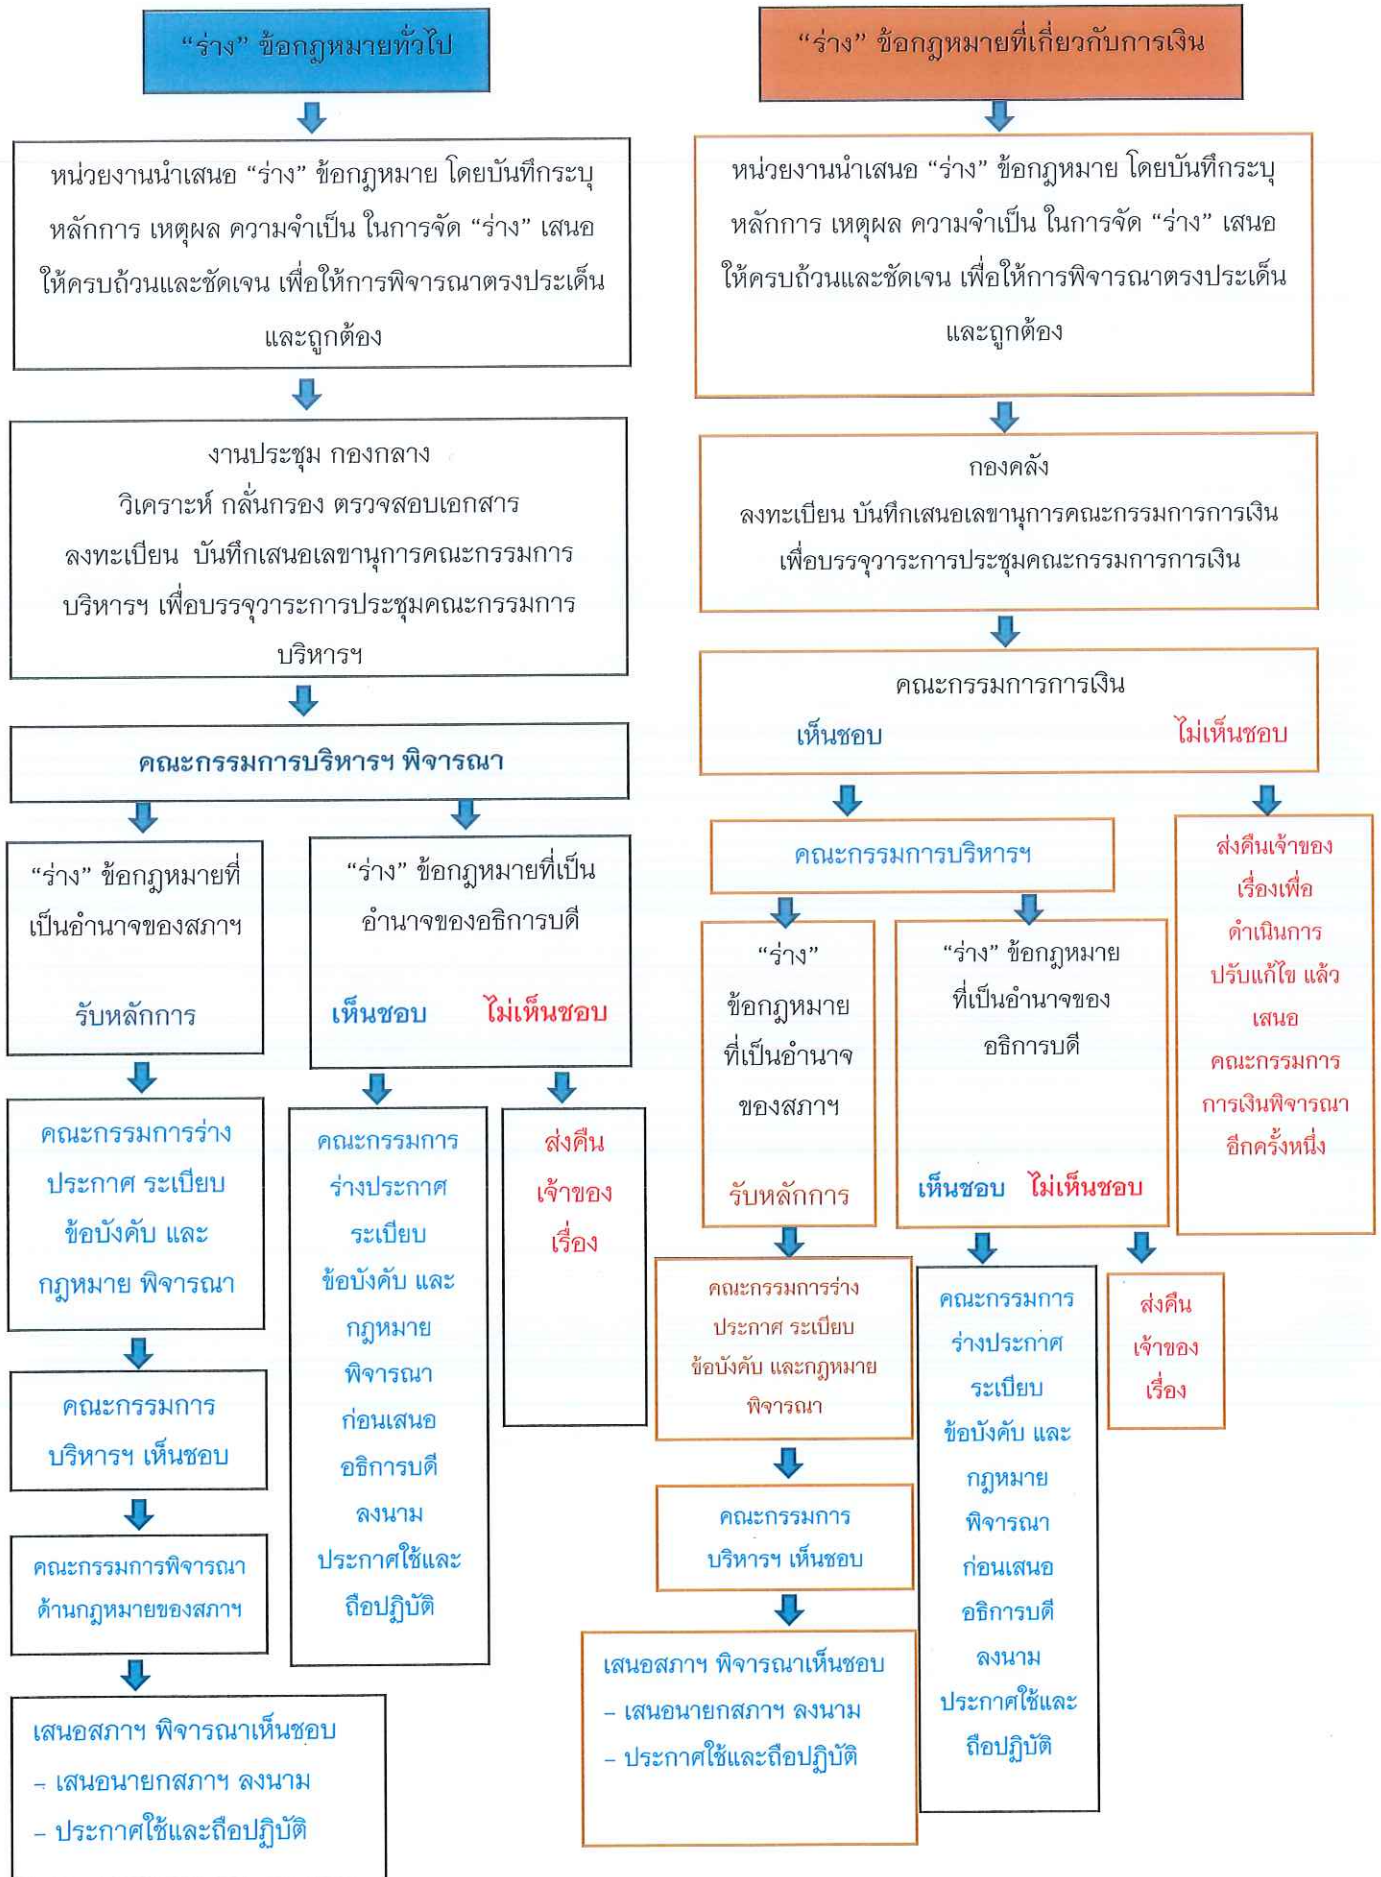 “ร่าง” ข้อกฎหมายทั่วไป
หน่วยงานนำเสนอ “ร่าง” ข้อกฎหมาย โดยบันทึกระบุ
หลักการ เหตุผล ความจำเป็น ในการจัด “ร่าง” เสนอ
ให้ครบถ้วนและชัดเจน เพื่อให้การพิจารณาตรงประเด็น
และถูกต้อง
งานประชุม กองกลาง
วิเคราะห์ กลั่นกรอง ตรวจสอบเอกสาร
ลงทะเบียน บันทึกเสนอเลขานุการคณะกรรมการ
บริหารฯ เพื่อบรรจุวาระการประชุมคณะกรรมการ
บริหารฯ
คณะกรรมการบริหารฯ พิจารณา
“ร่าง” ข้อกฎหมายที่
เป็นอำนาจของสภาฯ
รับหลักการ
คณะกรรมการร่าง
ประกาศ ระเบียบ
ข้อบังคับ และ
กฎหมาย พิจารณา
คณะกรรมการ
บริหารฯ เห็นชอบ
คณะกรรมการพิจารณา
ด้านกฎหมายของสภาฯ
เสนอสภาฯ พิจารณาเห็นชอบ
– เสนอนายกสภาฯ ลงนาม
– ประกาศใช้และถือปฏิบัติ
“ร่าง” ข้อกฎหมายที่เป็น
อำนาจของอธิการบดี
เห็นชอบ ไม่เห็นชอบ
คณะกรรมการ
ร่างประกาศ
ระเบียบ
ข้อบังคับ และ
กฎหมาย
พิจารณา
ก่อนเสนอ
อธิการบดี
ลงนาม
ประกาศใช้และ
ถือปฏิบัติ
ส่งคืน
เจ้าของ
เรื่อง
“ร่าง” ข้อกฎหมายที่เกี่ยวกับการเงิน
หน่วยงานนำเสนอ “ร่าง” ข้อกฎหมาย โดยบันทึกระบุ
หลักการ เหตุผล ความจำเป็น ในการจัด “ร่าง” เสนอ
ให้ครบถ้วนและชัดเจน เพื่อให้การพิจารณาตรงประเด็น
และถูกต้อง
กองคลัง
ลงทะเบียน บันทึกเสนอเลขานุการคณะกรรมการการเงิน
เพื่อบรรจุวาระการประชุมคณะกรรมการการเงิน
คณะกรรมการการเงิน
เห็นชอบ ไม่เห็นชอบ
คณะกรรมการบริหารฯ
“ร่าง”
ข้อกฎหมาย
ที่เป็นอำนาจ
ของสภาฯ
รับหลักการ
คณะกรรมการร่าง
ประกาศ ระเบียบ
ข้อบังคับ และกฎหมาย
พิจารณา
คณะกรรมการ
บริหารฯ เห็นชอบ
เสนอสภาฯ พิจารณาเห็นชอบ
– เสนอนายกสภาฯ ลงนาม
– ประกาศใช้และถือปฏิบัติ
“ร่าง” ข้อกฎหมาย
ที่เป็นอำนาจของ
อธิการบดี
เห็นชอบ ไม่เห็นชอบ
คณะกรรมการ
ร่างประกาศ
ระเบียบ
ข้อบังคับ และ
กฎหมาย
พิจารณา
ก่อนเสนอ
อธิการบดี
ลงนาม
ประกาศใช้และ
ถือปฏิบัติ
ส่งคืน
เจ้าของ
เรื่อง
ส่งคืนเจ้าของ
เรื่องเพื่อ
ดำเนินการ
ปรับแก้ไข แล้ว
เสนอ
คณะกรรมการ
การเงินพิจารณา
อีกครั้งหนึ่ง